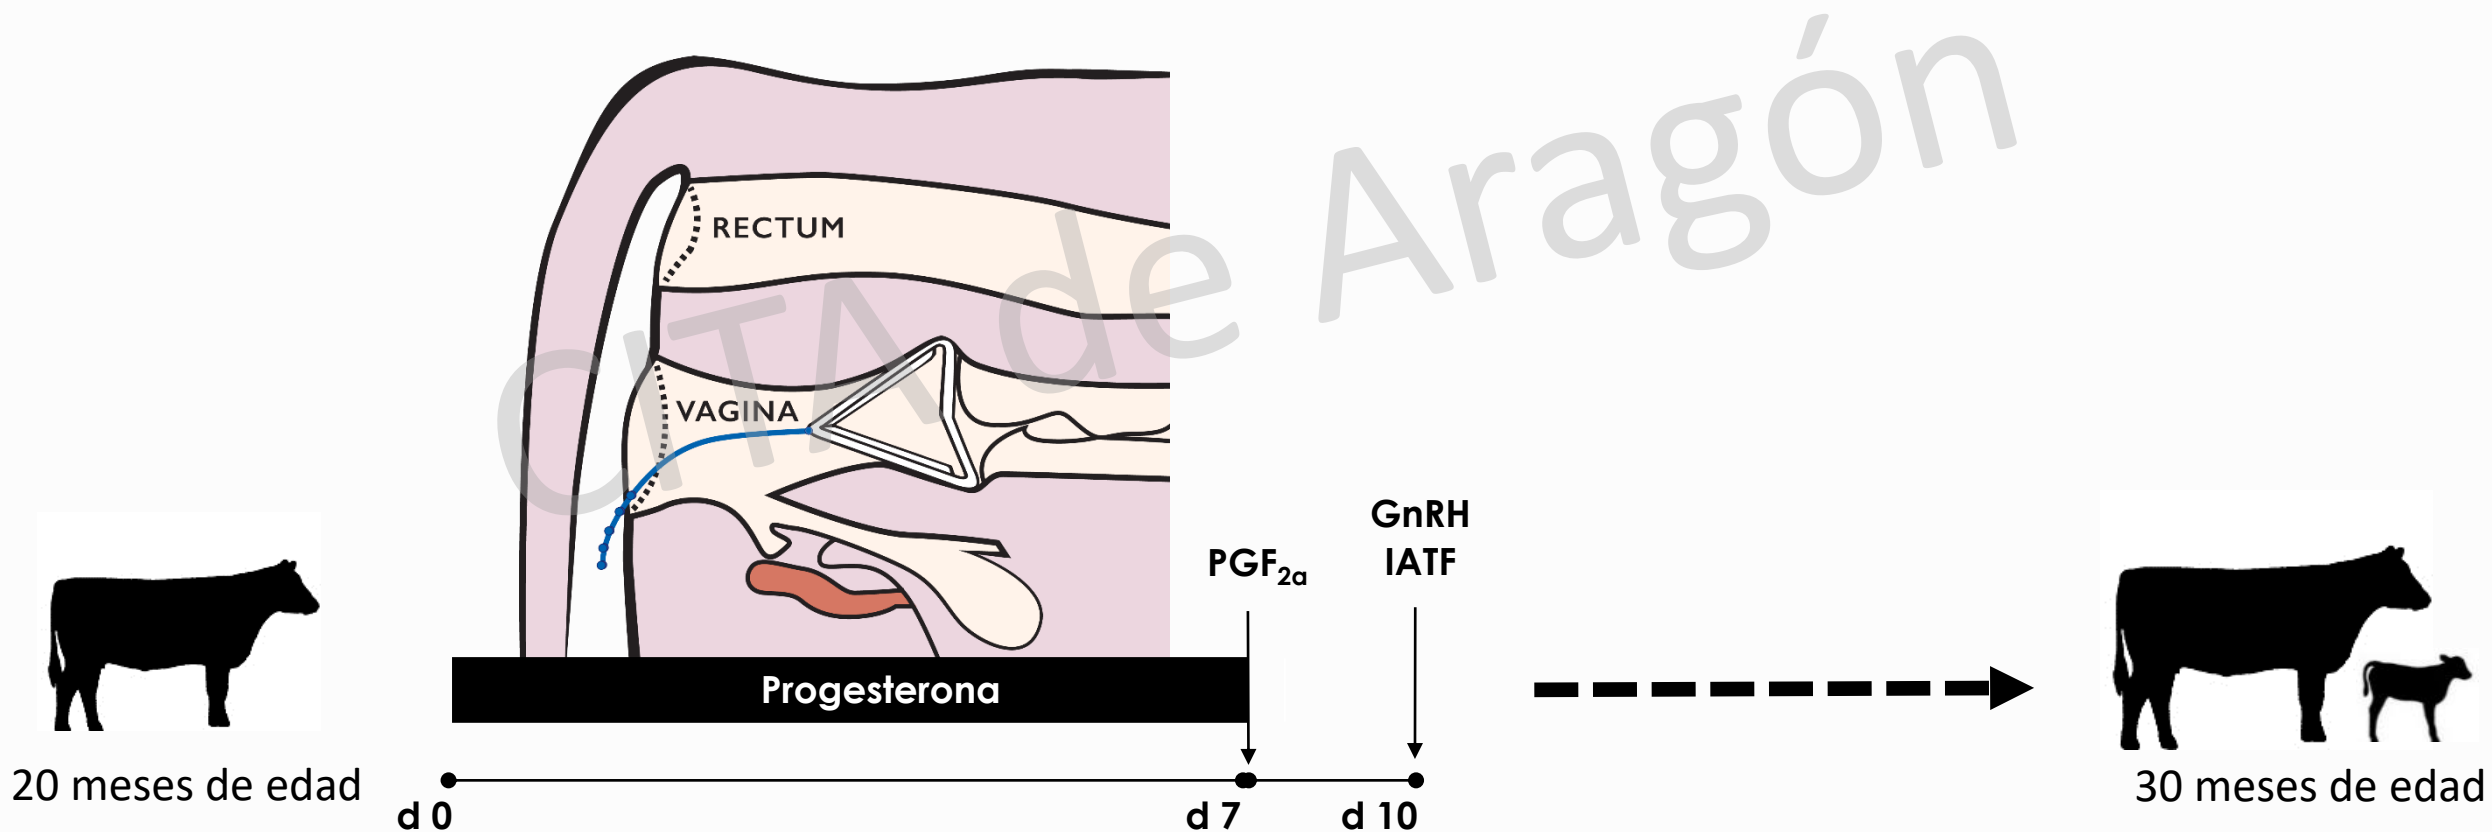 CITA de Aragón
RECTUM
VAGINA
GnRH
IATF
PGF2a
Progesterona
20 meses de edad
d 0
d 7
d 10
30 meses de edad